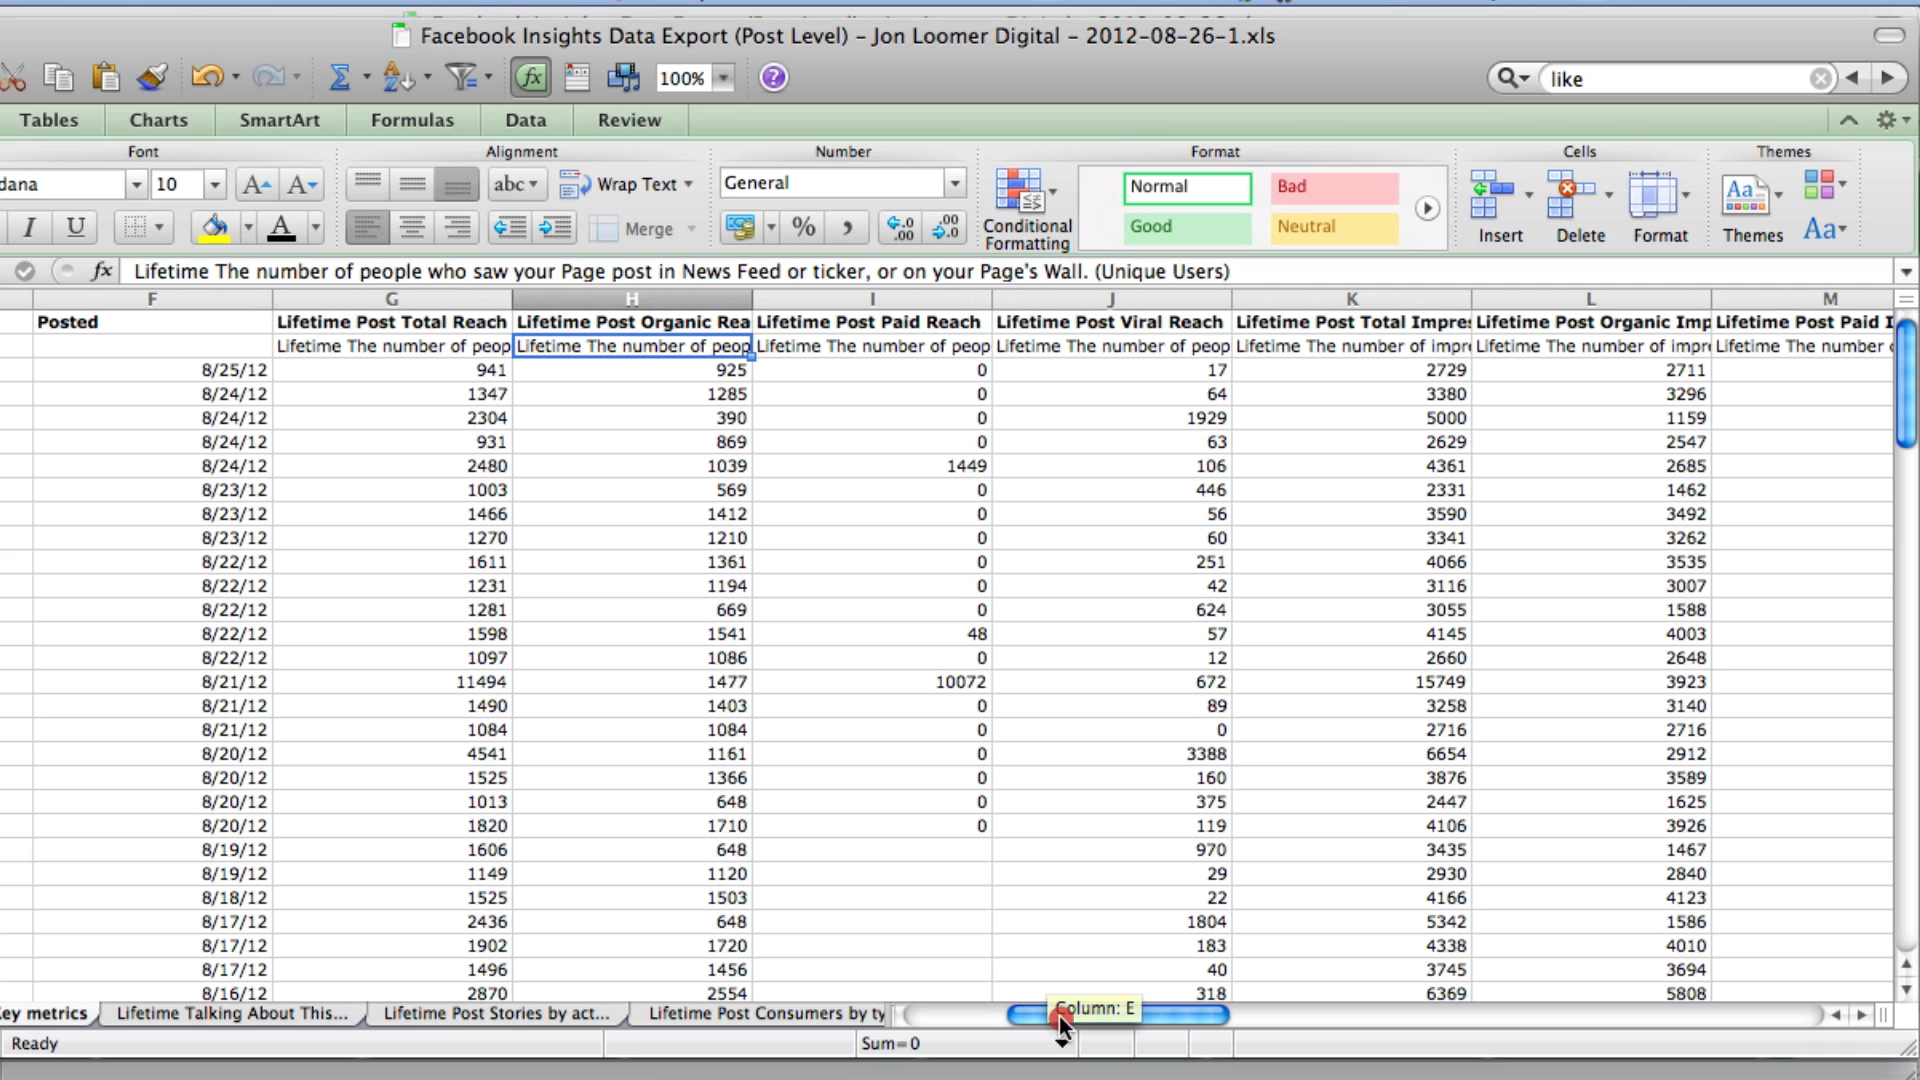 Facebook Insights Data Export (Post Level) – Jon Loomer Digital – 2012-08-26-1.xls
100% like
Tables Charts SmartArt Formulas Data Review
Font Alignment Number Format Cells Themes
dana 10 abc Wrap Text General Normal Bad
I U A Merge % Conditional Formatting Good Neutral Insert Delete Format Themes Aa
fx Lifetime The number of people who saw your Page post in News Feed or ticker, or on your Page's Wall. (Unique Users)
F G H I J K L M
Posted Lifetime Post Total Reach Lifetime Post Organic Rea Lifetime Post Paid Reach Lifetime Post Viral Reach Lifetime Post Total Impres Lifetime Post Organic Imp Lifetime Post Paid I
Lifetime The number of peop Lifetime The number of peop Lifetime The number of peop Lifetime The number of peop Lifetime The number of impr Lifetime The number of impr Lifetime The number
8/25/12 941 925 0 17 2729 2711
8/24/12 1347 1285 0 64 3380 3296
8/24/12 2304 390 0 1929 5000 1159
8/24/12 931 869 0 63 2629 2547
8/24/12 2480 1039 1449 106 4361 2685
8/23/12 1003 569 0 446 2331 1462
8/23/12 1466 1412 0 56 3590 3492
8/23/12 1270 1210 0 60 3341 3262
8/22/12 1611 1361 0 251 4066 3535
8/22/12 1231 1194 0 42 3116 3007
8/22/12 1281 669 0 624 3055 1588
8/22/12 1598 1541 48 57 4145 4003
8/22/12 1097 1086 0 12 2660 2648
8/21/12 11494 1477 10072 672 15749 3923
8/21/12 1490 1403 0 89 3258 3140
8/21/12 1084 1084 0 0 2716 2716
8/20/12 4541 1161 0 3388 6654 2912
8/20/12 1525 1366 0 160 3876 3589
8/20/12 1013 648 0 375 2447 1625
8/20/12 1820 1710 0 119 4106 3926
8/19/12 1606 648 970 3435 1467
8/19/12 1149 1120 29 2930 2840
8/18/12 1525 1503 22 4166 4123
8/17/12 2436 648 1804 5342 1586
8/17/12 1902 1720 183 4338 4010
8/17/12 1496 1456 40 3745 3694
8/16/12 2870 2554 318 6369 5808
ey metrics Lifetime Talking About This... Lifetime Post Stories by act... Lifetime Post Consumers by ty Column: E
Ready Sum=0